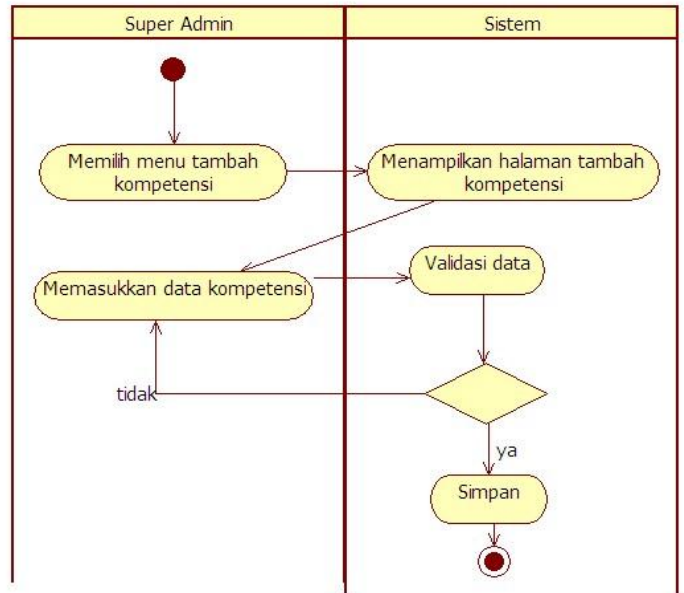 Super Admin
Sistem
Memilih menu tambah
kompetensi
Menampilkan halaman tambah
kompetensi
Memasukkan data kompetensi
Validasi data
tidak
ya
Simpan